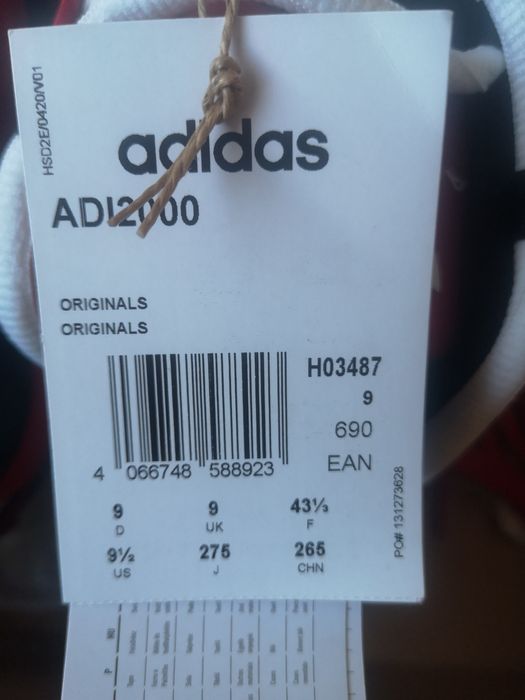 HSD2E/0420/V01
adidas
ADI2000
ORIGINALS
ORIGINALS
H03487
9
690
EAN
4 066748 588923
9 9 43⅓
D UK F
9½ 275 265
US J CHN
PO# 131273628
P NO